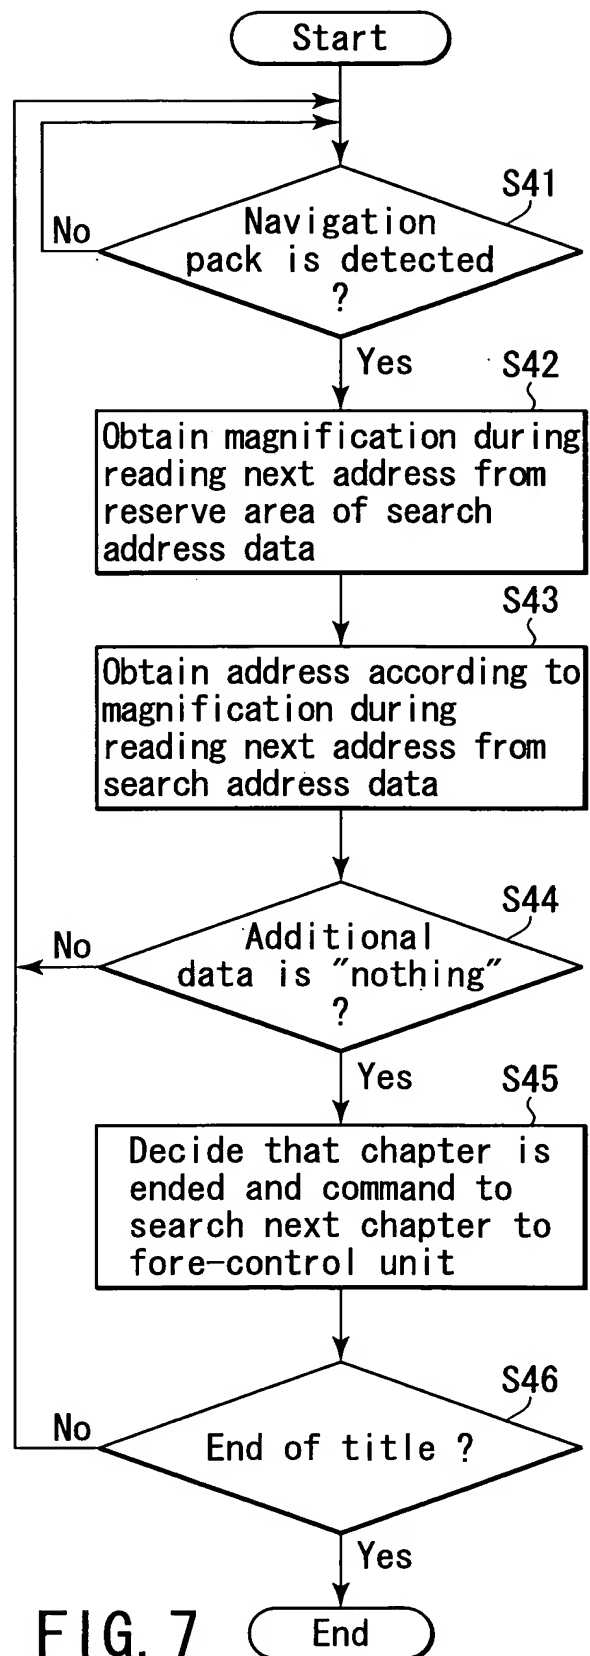 Start
S41
Navigation
pack is detected
?
No
Yes
S42
Obtain magnification during
reading next address from
reserve area of search
address data
S43
Obtain address according to
magnification during
reading next address from
search address data
S44
Additional
data is "nothing"
?
No
Yes
S45
Decide that chapter is
ended and command to
search next chapter to
fore-control unit
S46
End of title ?
No
Yes
End
FIG. 7